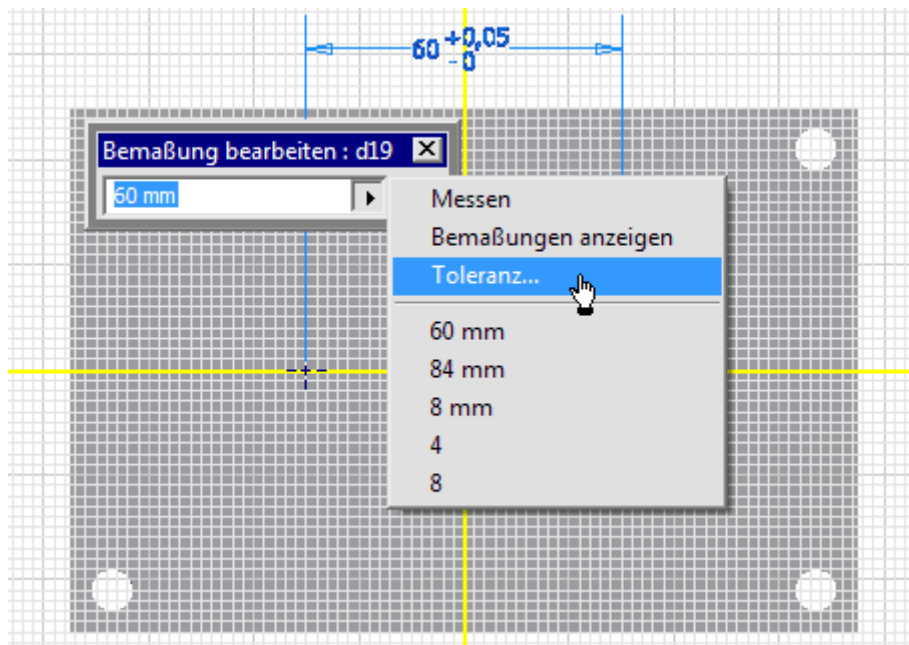 60 +0,05
-0
Bemaßung bearbeiten : d19
60 mm
Messen
Bemaßungen anzeigen
Toleranz...
60 mm
84 mm
8 mm
4
8